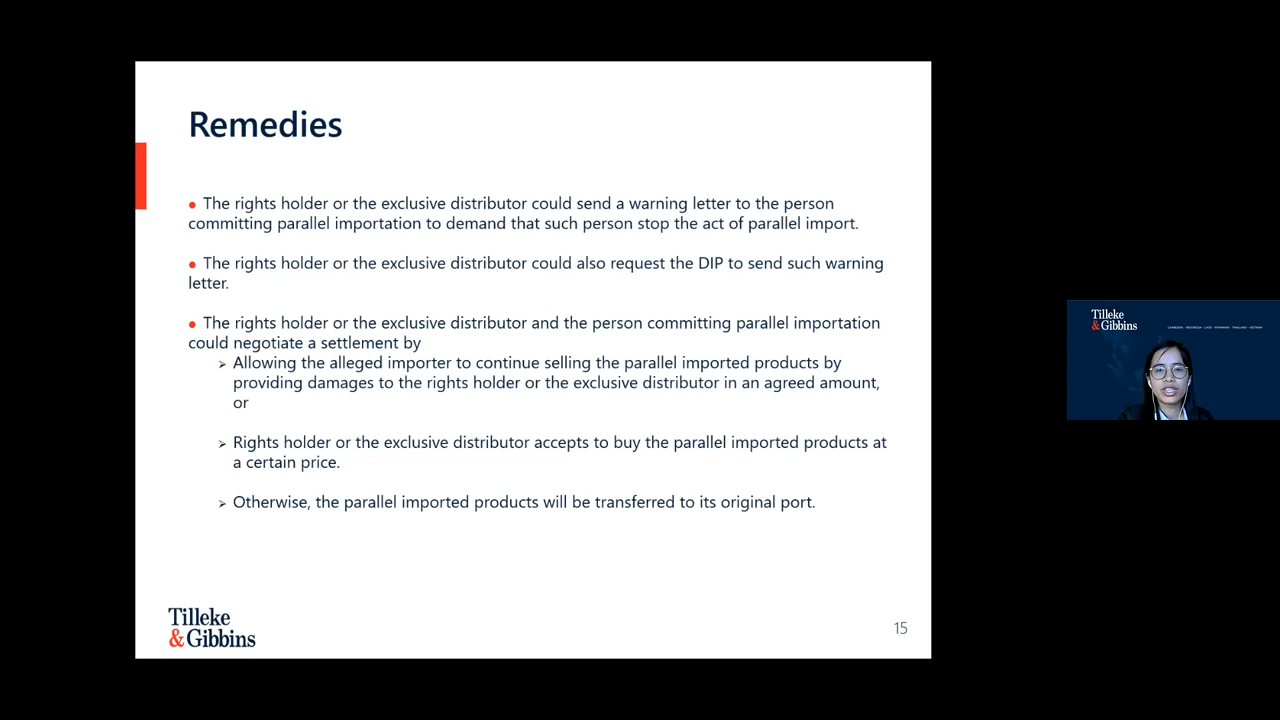 Remedies
● The rights holder or the exclusive distributor could send a warning letter to the person
committing parallel importation to demand that such person stop the act of parallel import.
● The rights holder or the exclusive distributor could also request the DIP to send such warning
letter.
● The rights holder or the exclusive distributor and the person committing parallel importation
could negotiate a settlement by
➢ Allowing the alleged importer to continue selling the parallel imported products by
providing damages to the rights holder or the exclusive distributor in an agreed amount,
or
➢ Rights holder or the exclusive distributor accepts to buy the parallel imported products at
a certain price.
➢ Otherwise, the parallel imported products will be transferred to its original port.
Tilleke
& Gibbins
15
Tilleke
& Gibbins
CAMBODIA · INDONESIA · LAOS · MYANMAR · THAILAND · VIETNAM